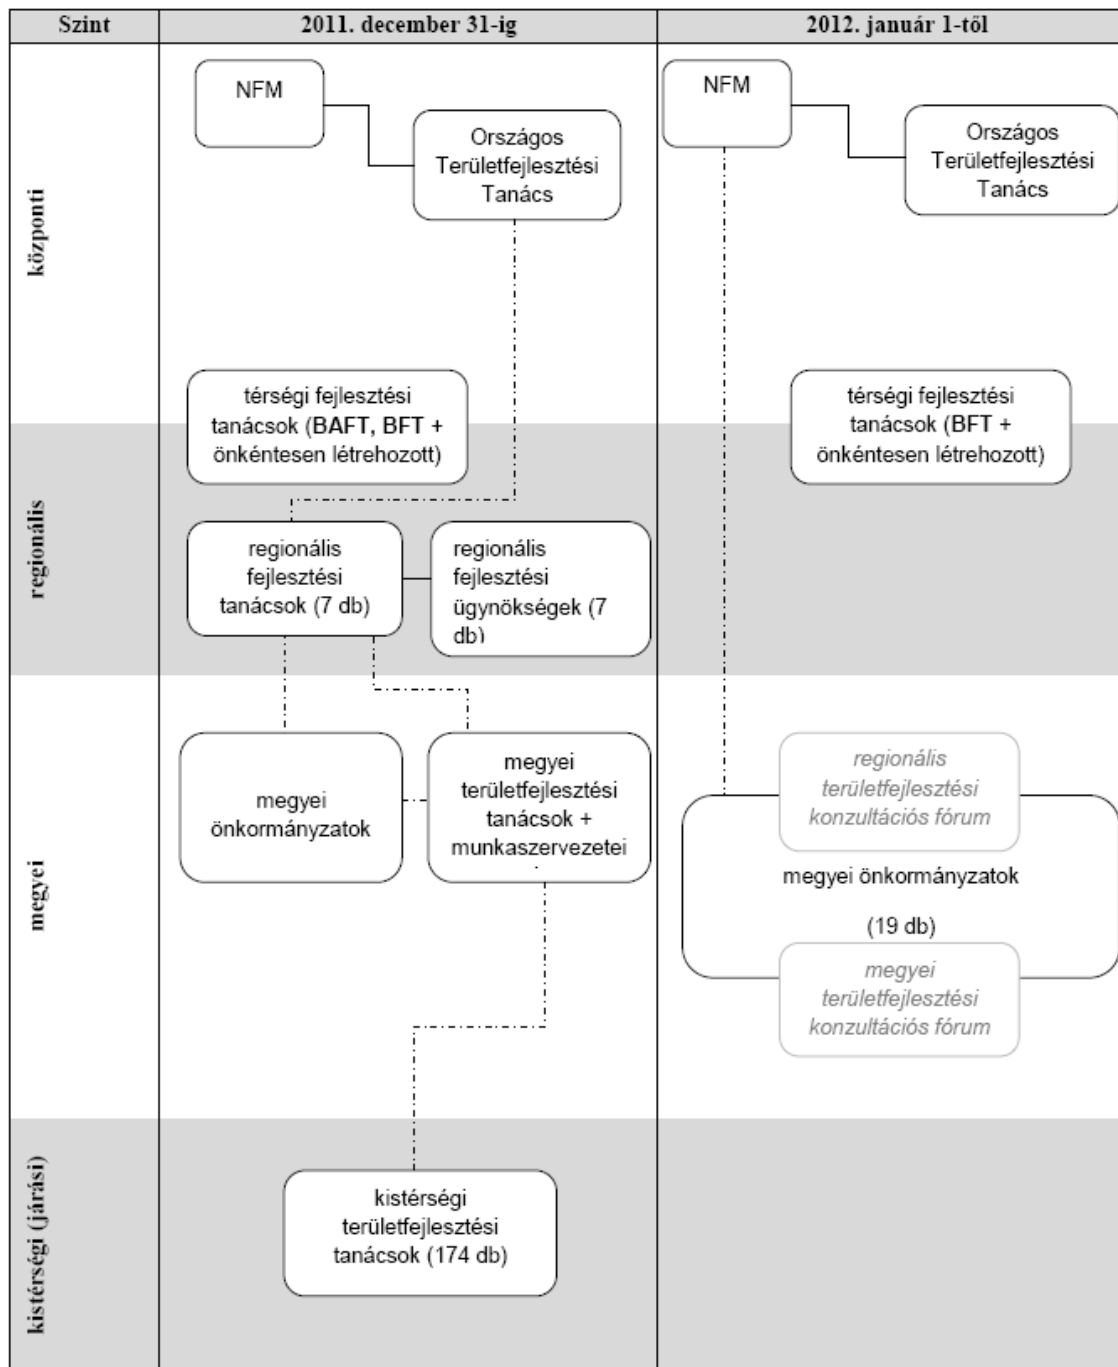 Szint
2011. december 31-ig
2012. január 1-től
központi
NFM
Országos
Területfejlesztési
Tanács
NFM
Országos
Területfejlesztési
Tanács
térségi fejlesztési
tanácsok (BAFT, BFT +
önkéntesen létrehozott)
térségi fejlesztési
tanácsok (BFT +
önkéntesen létrehozott)
regionális
regionális
fejlesztési
tanácsok (7 db)
regionális
fejlesztési
ügynökségek (7
db)
megyei
megyei
önkormányzatok
megyei
területfejlesztési
tanácsok +
munkaszervezetei
regionális
területfejlesztési
konzultációs fórum
megyei önkormányzatok
(19 db)
megyei
területfejlesztési
konzultációs fórum
kistérségi (járási)
kistérségi
területfejlesztési
tanácsok (174 db)